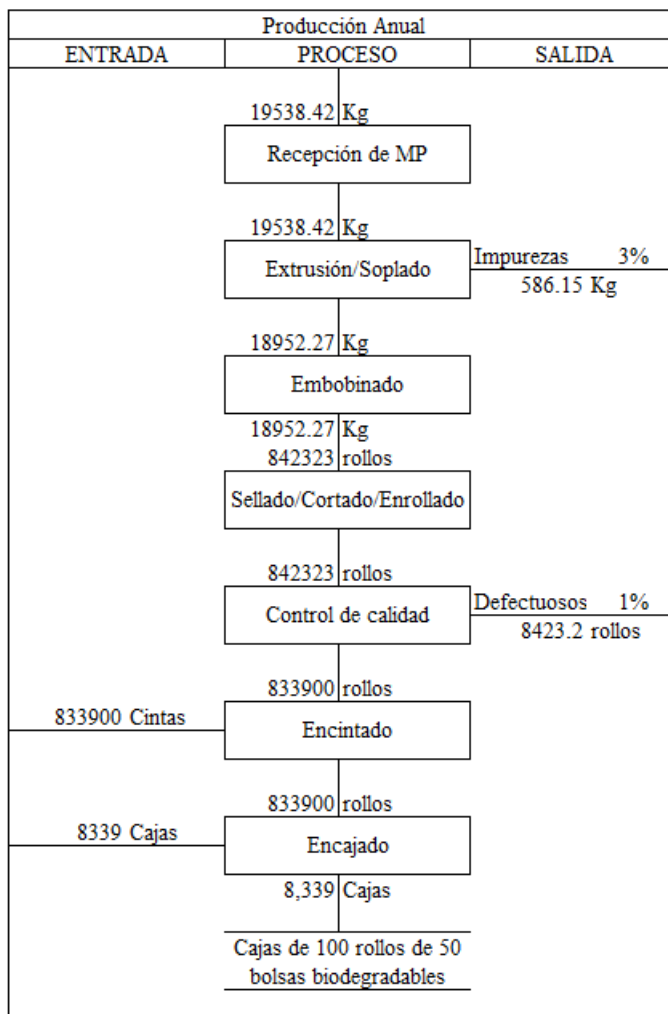 Producción Anual
ENTRADA PROCESO SALIDA
19538.42 Kg
Recepción de MP
19538.42 Kg
Extrusión/Soplado
Impurezas 3%
586.15 Kg
18952.27 Kg
Embobinado
18952.27 Kg
842323 rollos
Sellado/Cortado/Enrollado
842323 rollos
Control de calidad
Defectuosos 1%
8423.2 rollos
833900 rollos
833900 Cintas
Encintado
833900 rollos
8339 Cajas
Encajado
8,339 Cajas
Cajas de 100 rollos de 50
bolsas biodegradables